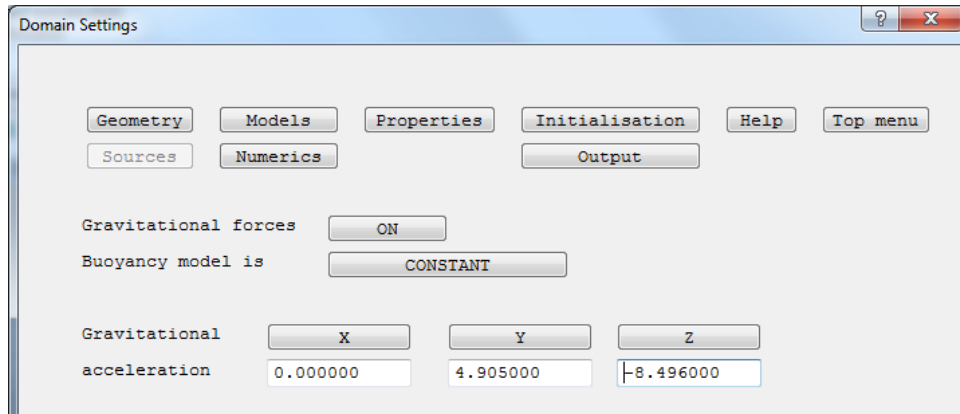 Domain Settings
?
X
Geometry Models Properties Initialisation Help Top menu
Sources Numerics Output
Gravitational forces ON
Buoyancy model is CONSTANT
Gravitational X Y Z
acceleration 0.000000 4.905000 -8.496000